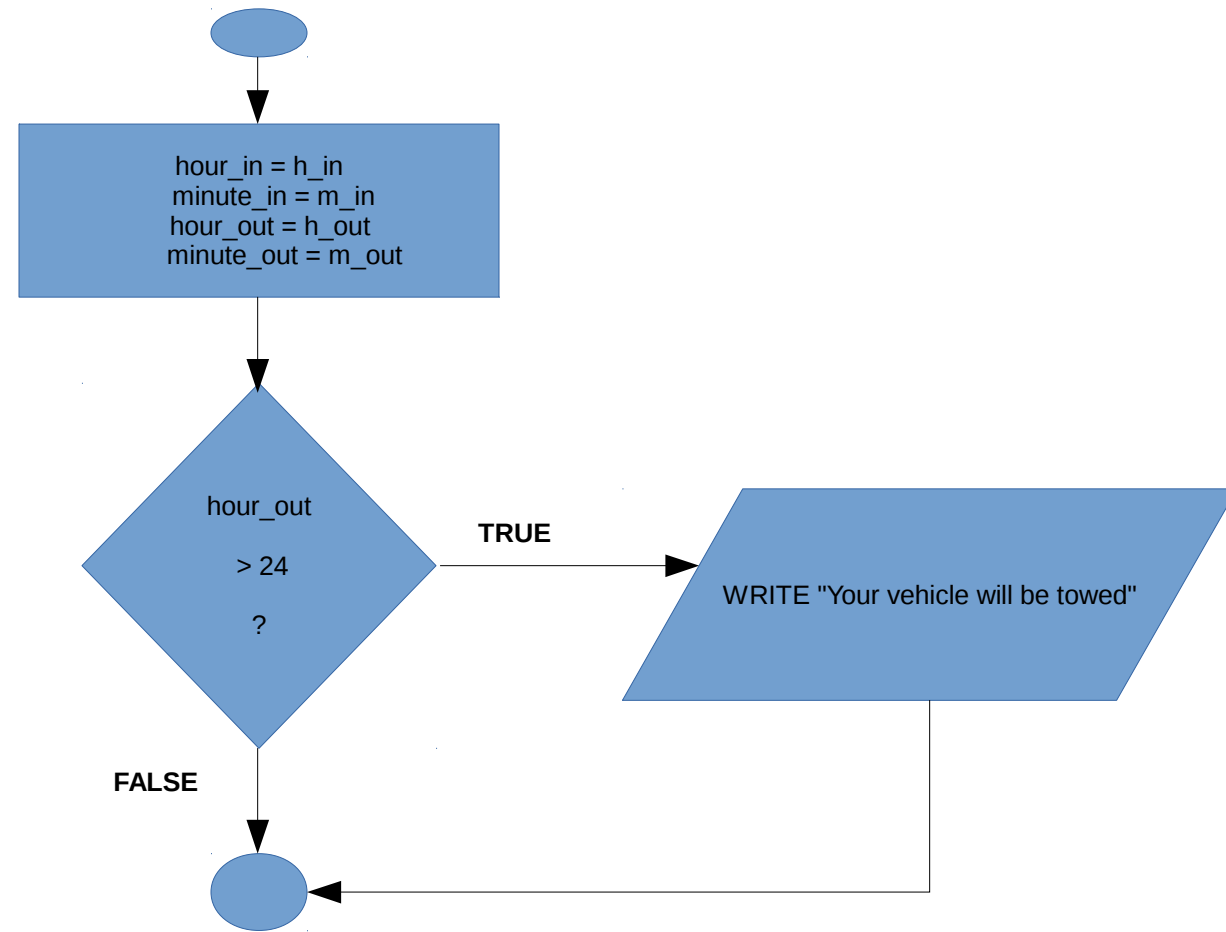 hour_in = h_in
minute_in = m_in
hour_out = h_out
minute_out = m_out
hour_out
> 24
?
TRUE
WRITE "Your vehicle will be towed"
FALSE